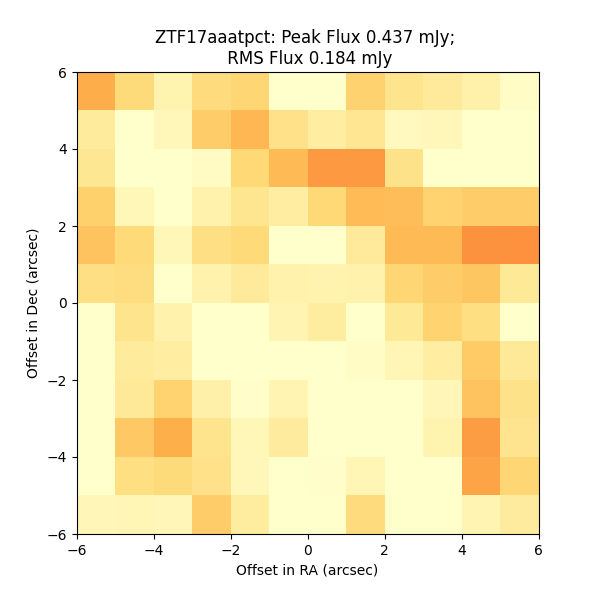 ZTF17aaatpct: Peak Flux 0.437 mJy;
RMS Flux 0.184 mJy
6
4
2
0
−2
−4
−6
Offset in Dec (arcsec)
−6 −4 −2 0 2 4 6
Offset in RA (arcsec)